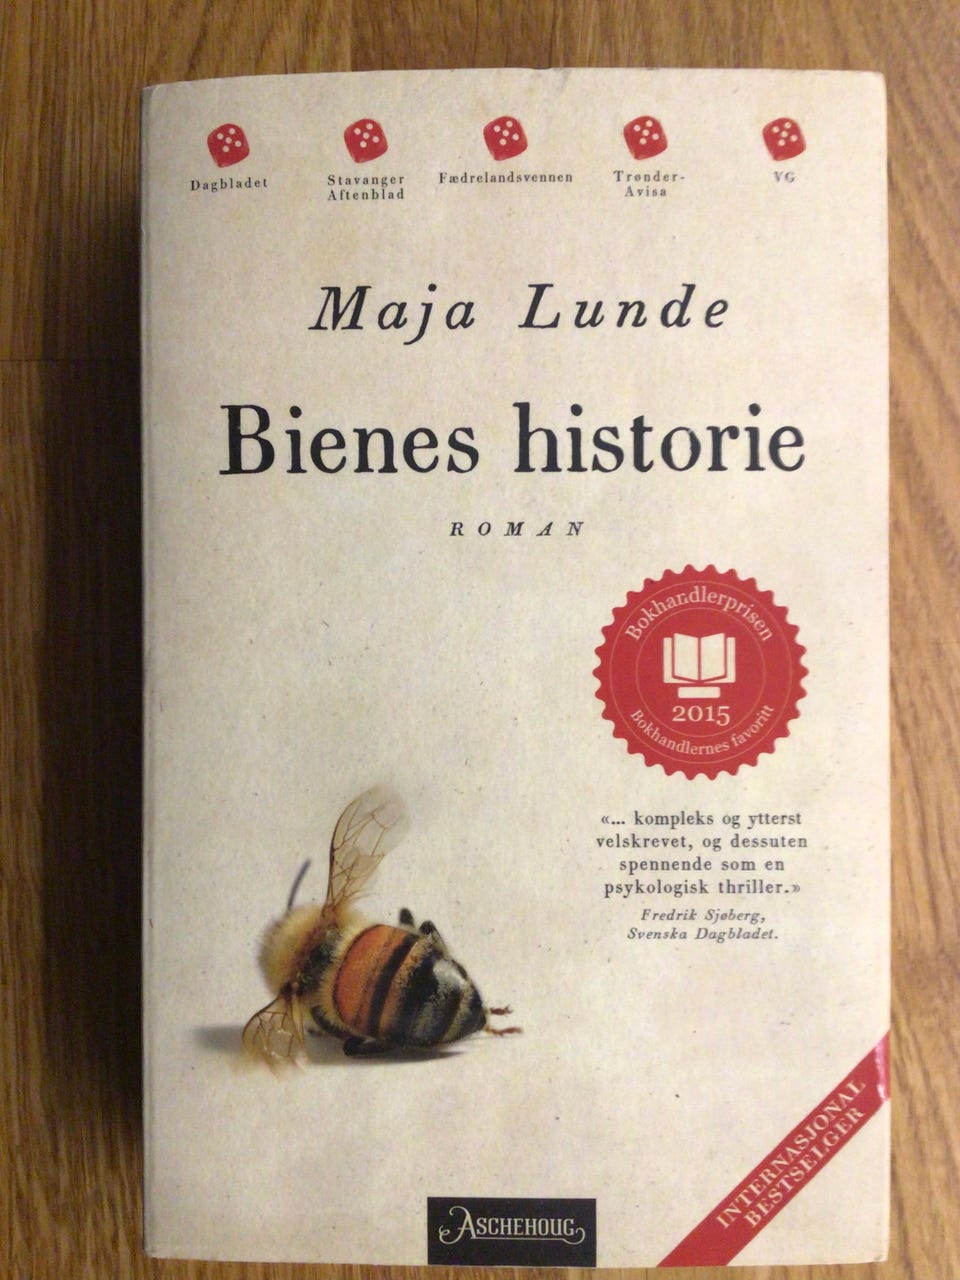 Dagbladet
Stavanger
Aftenblad
Fædrelandsvennen
Trønder-
Avisa
VG
Maja Lunde
Bienes historie
ROMAN
Bokhandlerprisen
2015
Bokhandlernes favoritt
«... kompleks og ytterst
velskrevet, og dessuten
spennende som en
psykologisk thriller.»
Fredrik Sjøberg,
Svenska Dagbladet.
INTERNASJONAL
BESTSELGER
ASCHEHOUG